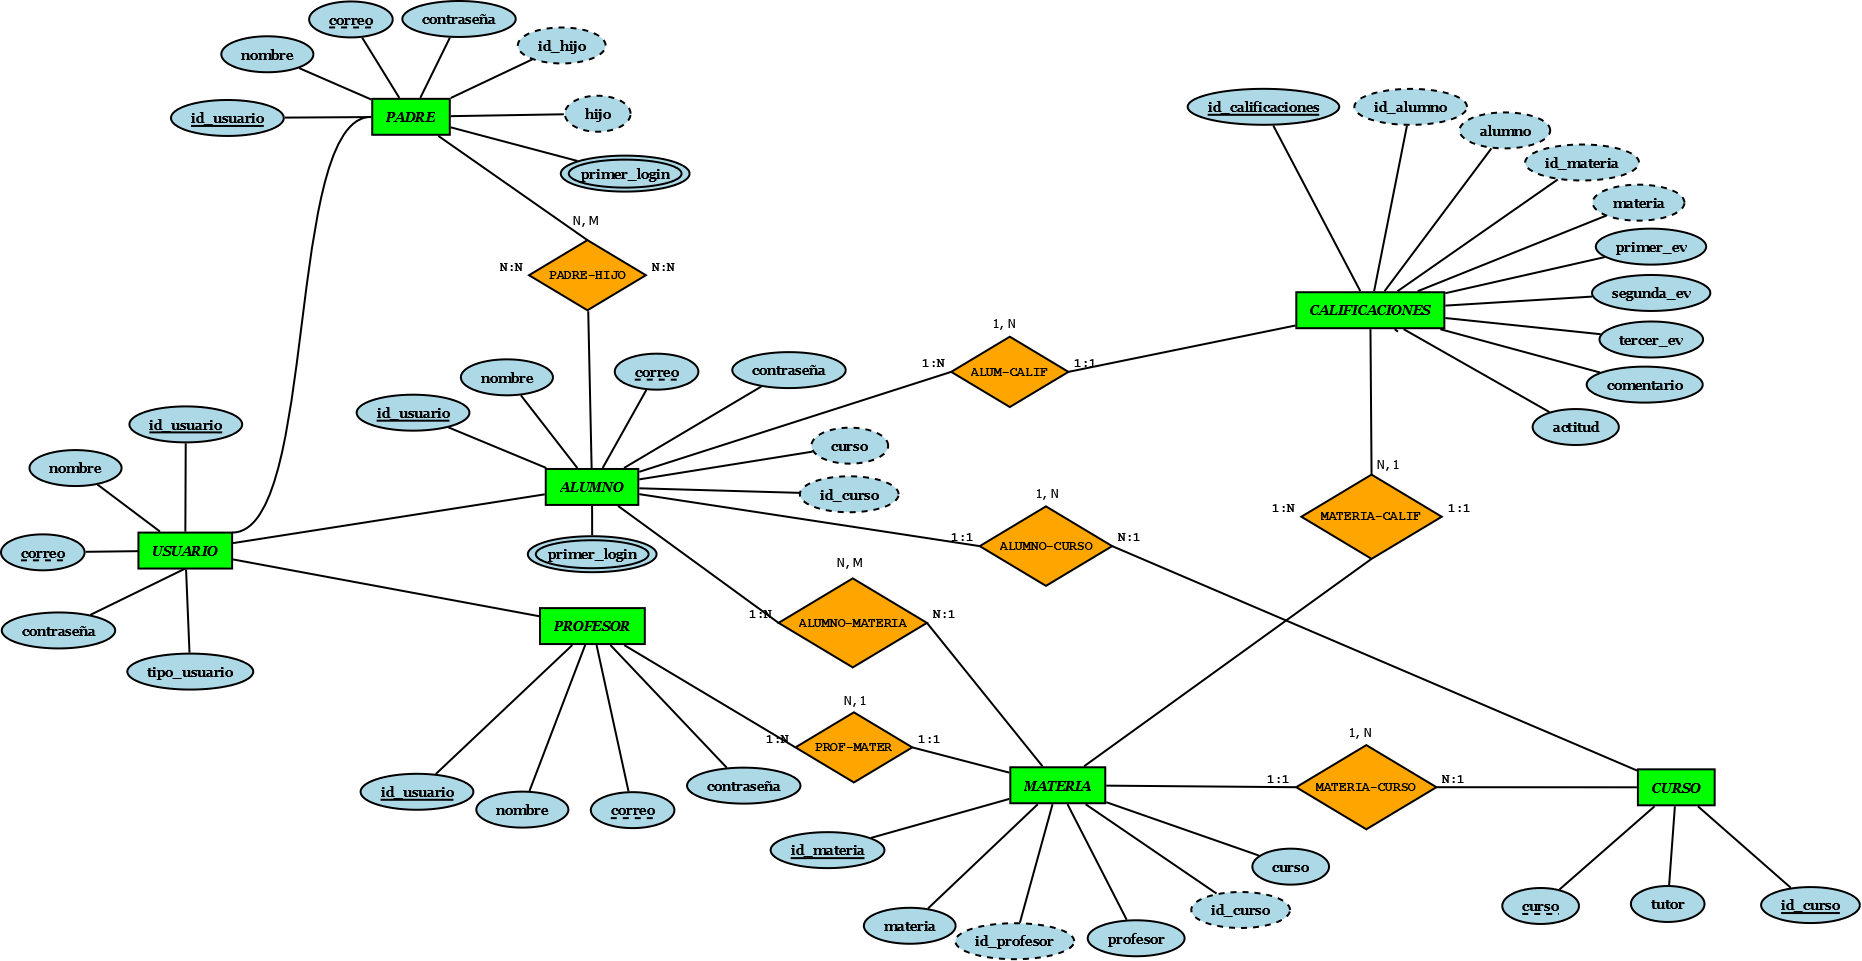 correo
contraseña
nombre
id_hijo
id_usuario
PADRE
hijo
primer_login
N, M
N:N
PADRE-HIJO
N:N
id_calificaciones
id_alumno
alumno
id_materia
materia
primer_ev
segunda_ev
CALIFICACIONES
tercer_ev
comentario
actitud
1, N
1:N
ALUM-CALIF
1:1
nombre
correo
contraseña
id_usuario
curso
ALUMNO
id_curso
primer_login
id_usuario
nombre
USUARIO
correo
contraseña
tipo_usuario
N, 1
1:N
MATERIA-CALIF
1:1
1, N
1:1
ALUMNO-CURSO
N:1
N, M
1:N
ALUMNO-MATERIA
N:1
PROFESOR
id_usuario
nombre
correo
contraseña
N, 1
1:N
PROF-MATER
1:1
MATERIA
1, N
1:1
MATERIA-CURSO
N:1
CURSO
id_materia
materia
id_profesor
profesor
id_curso
curso
curso
tutor
id_curso